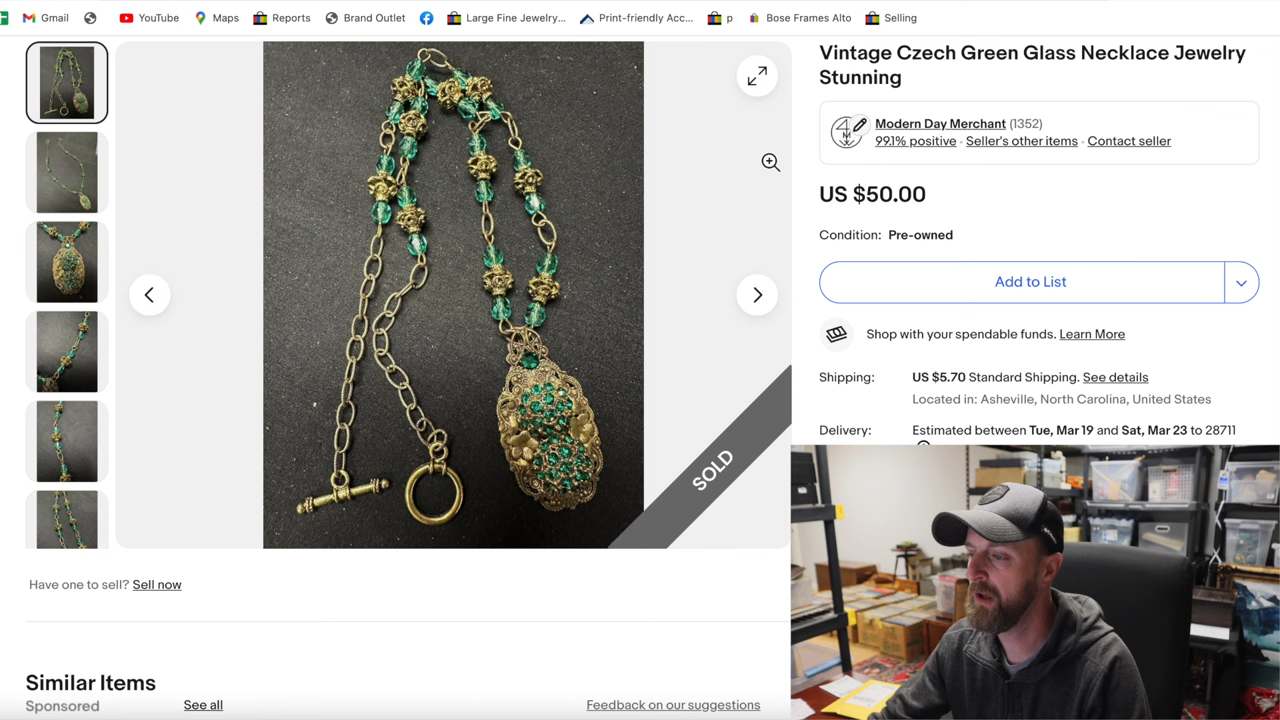 Gmail
YouTube
Maps
Reports
Brand Outlet
Large Fine Jewelry...
Print-friendly Acc...
p
Bose Frames Alto
Selling
Vintage Czech Green Glass Necklace Jewelry
Stunning
Modern Day Merchant (1352)
99.1% positive · Seller's other items · Contact seller
US $50.00
Condition: Pre-owned
Add to List
Shop with your spendable funds. Learn More
Shipping: US $5.70 Standard Shipping. See details
Located in: Asheville, North Carolina, United States
Delivery: Estimated between Tue, Mar 19 and Sat, Mar 23 to 28711
SOLD
Have one to sell? Sell now
Similar Items
Sponsored
See all
Feedback on our suggestions